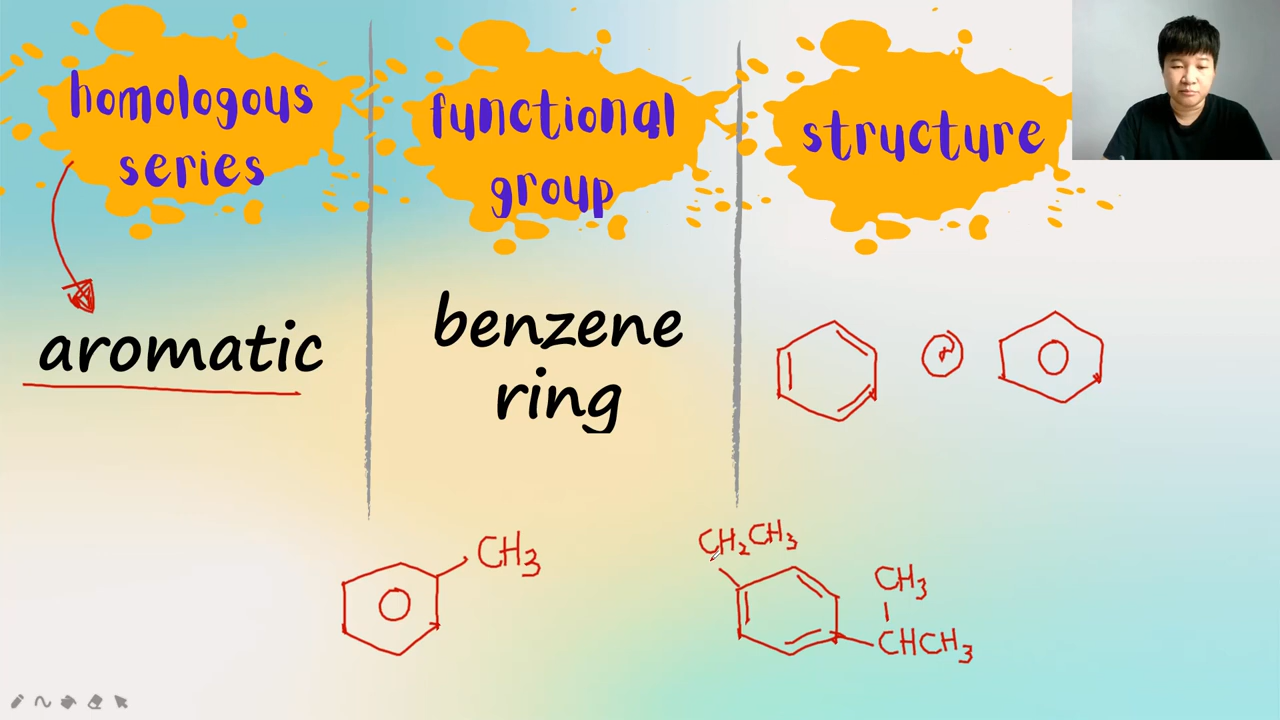 homologous
series
functional
group
structure
aromatic
benzene
ring
CH3
CH2CH3
CH3
CHCH3